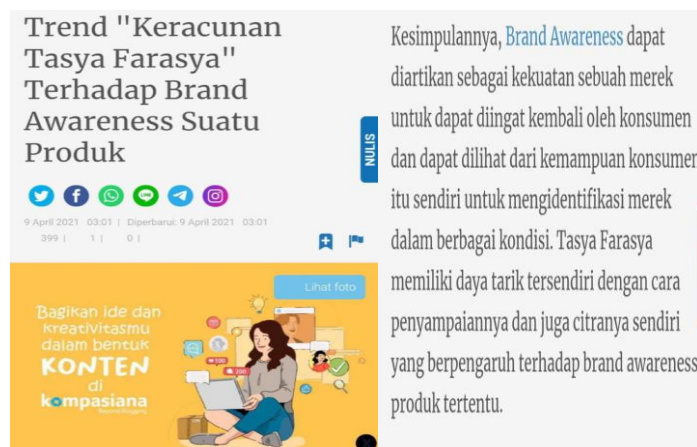 Trend "Keracunan
Tasya Farasya"
Terhadap Brand
Awareness Suatu
Produk
NULIS
9 April 2021 03:01 | Diperbarui: 9 April 2021 03:01
399 | 1 | 0 |
Lihat foto
Bagikan ide dan
kreativitasmu
dalam bentuk
KONTEN
di
kompasiana
Beyond Blogging
100
200
Kesimpulannya, Brand Awareness dapat
diartikan sebagai kekuatan sebuah merek
untuk dapat diingat kembali oleh konsumen
dan dapat dilihat dari kemampuan konsumen
itu sendiri untuk mengidentifikasi merek
dalam berbagai kondisi. Tasya Farasya
memiliki daya tarik tersendiri dengan cara
penyampaiannya dan juga citranya sendiri
yang berpengaruh terhadap brand awareness
produk tertentu.